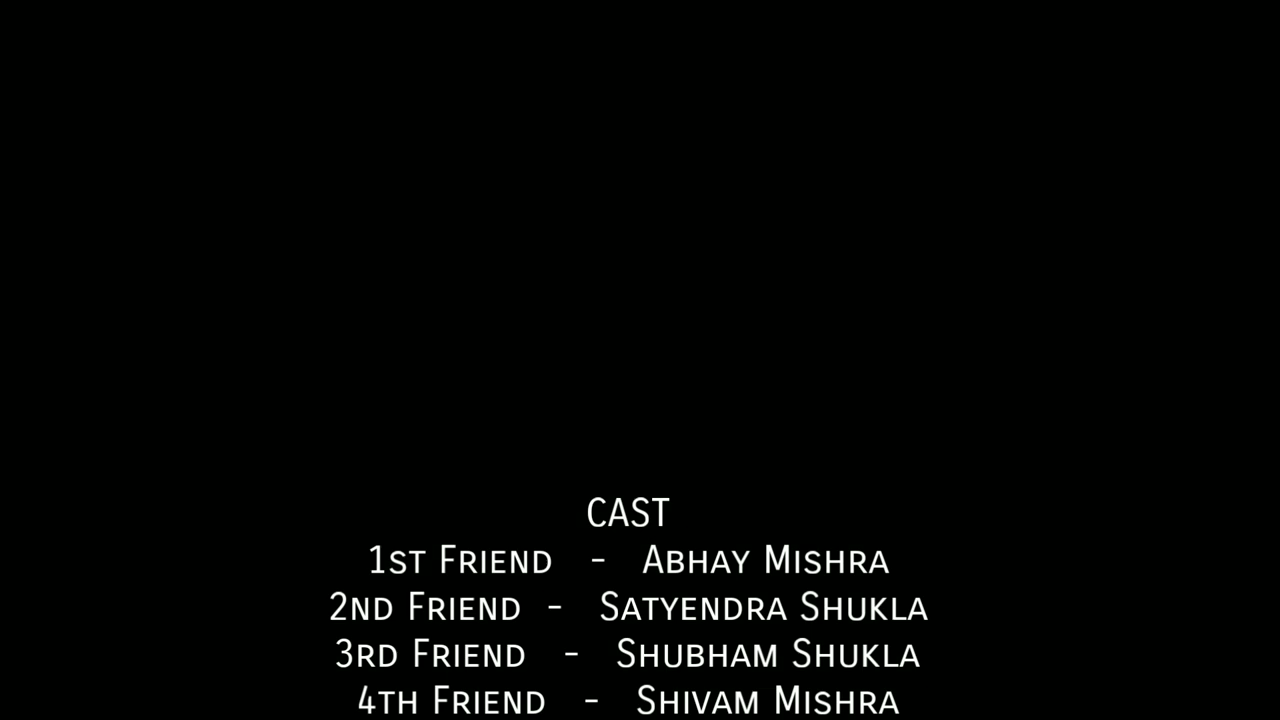 CAST
1st Friend - Abhay Mishra
2nd Friend - Satyendra Shukla
3rd Friend - Shubham Shukla
4th Friend - Shivam Mishra